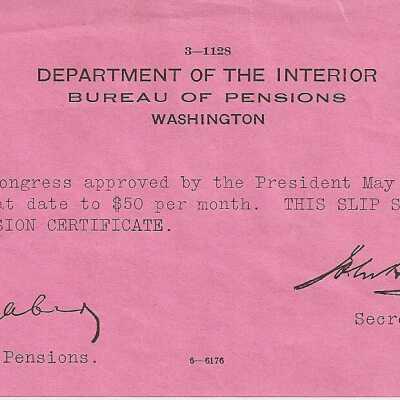 3—1128
DEPARTMENT OF THE INTERIOR
BUREAU OF PENSIONS
WASHINGTON
ongress approved by the President May
at date to $50 per month. THIS SLIP S
SION CERTIFICATE.
Secre
Pensions.
6—6176